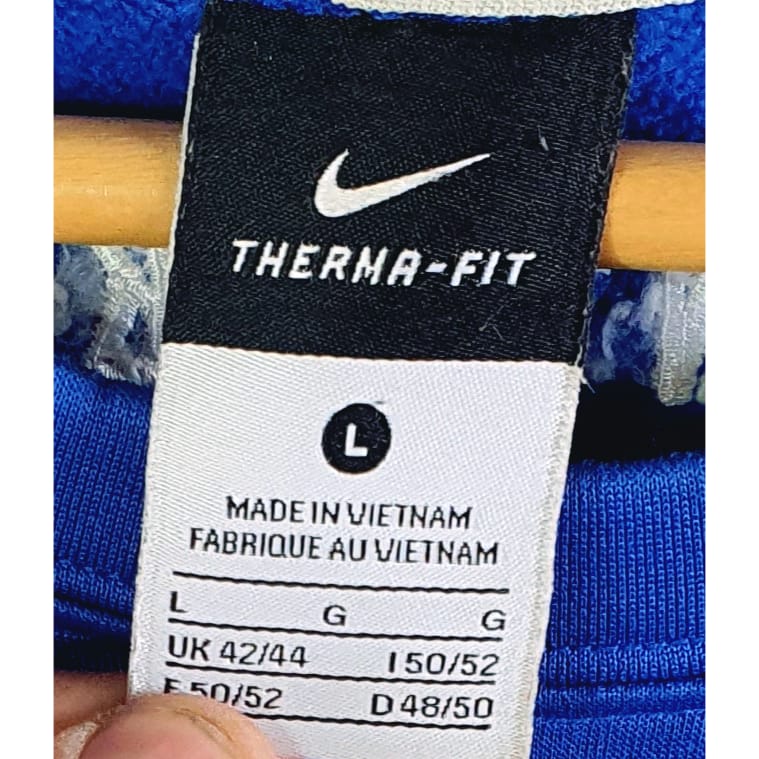 THERMA-FIT
L
MADE IN VIETNAM
FABRIQUE AU VIETNAM
L G G
UK 42/44 I 50/52
F 50/52 D 48/50